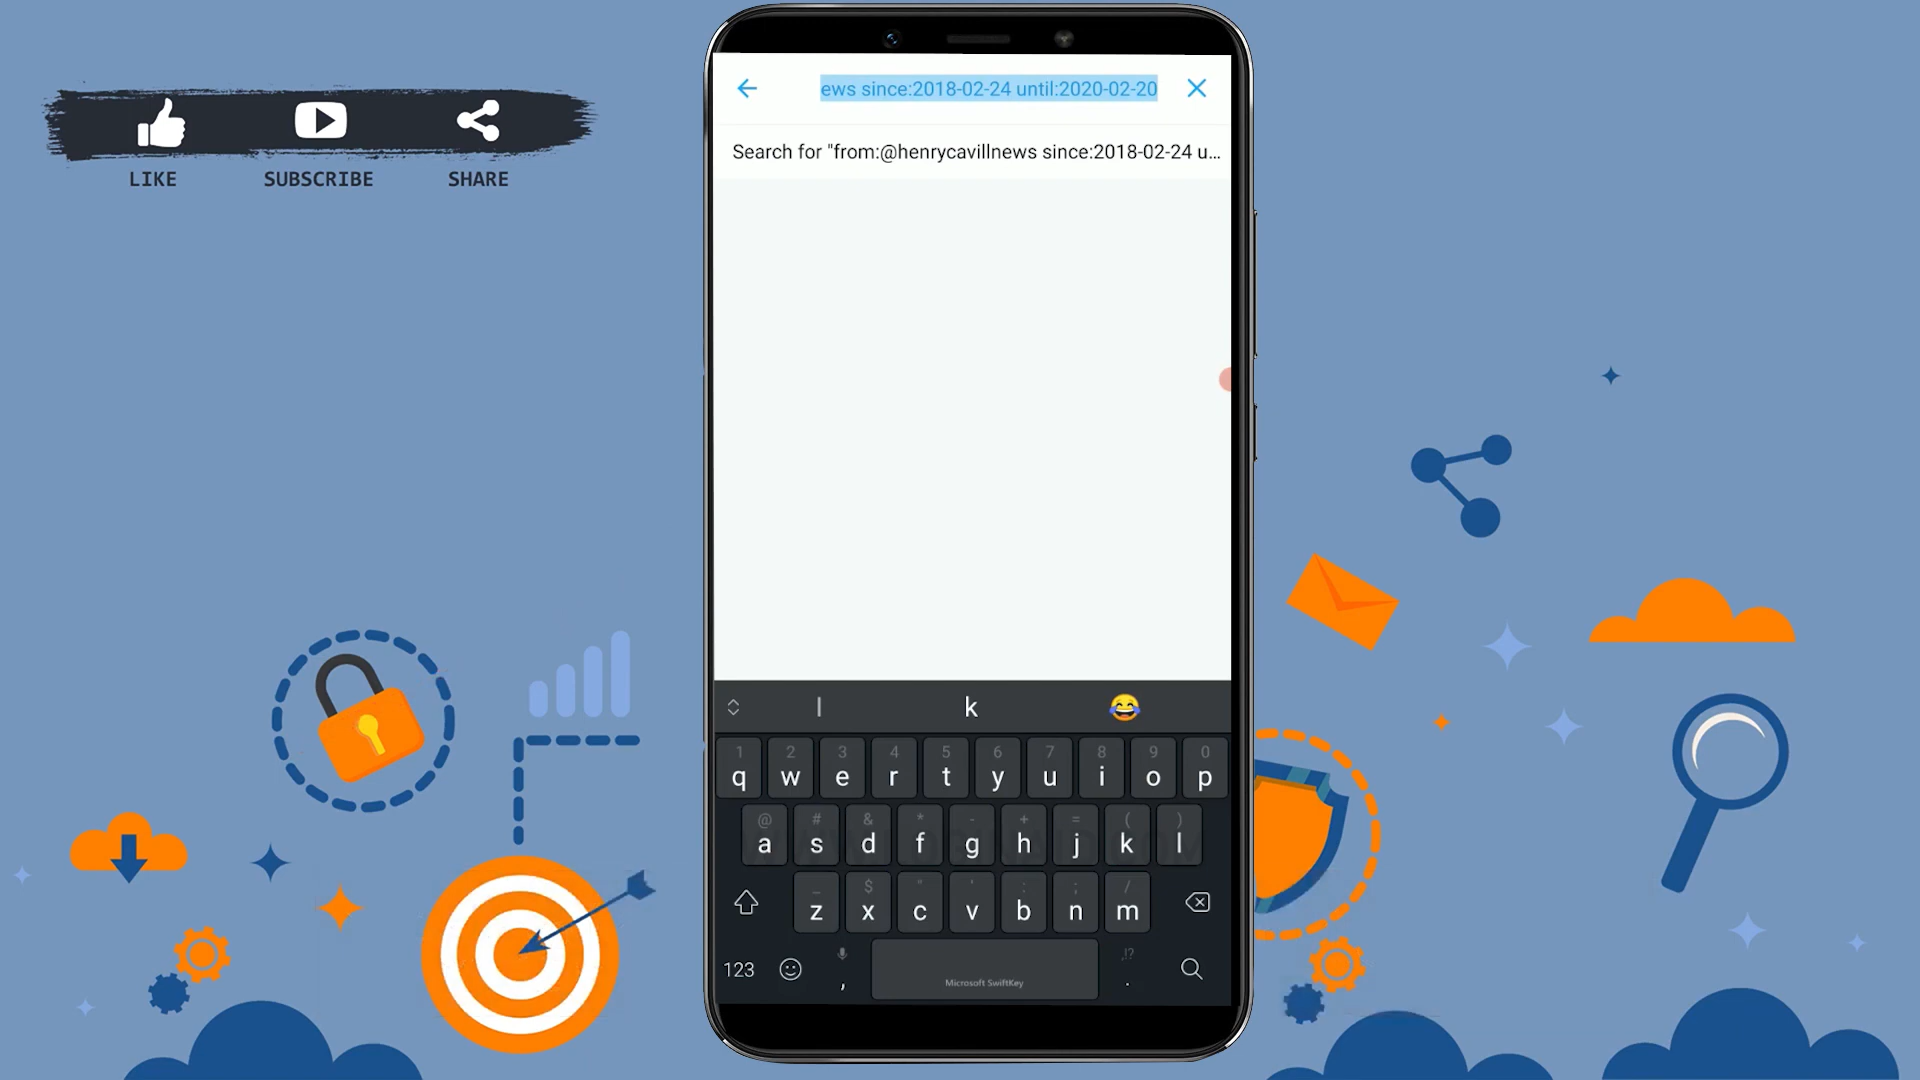 LIKE
SUBSCRIBE
SHARE
ews since:2018-02-24 until:2020-02-20
Search for "from:@henrycavillnews since:2018-02-24 u...
l k 😂
1 2 3 4 5 6 7 8 9 0
q w e r t y u i o p
@ # & * - + = ( )
a s d f g h j k l
_ $ " ' : ; /
z x c v b n m
123 , Microsoft SwiftKey ,!? .